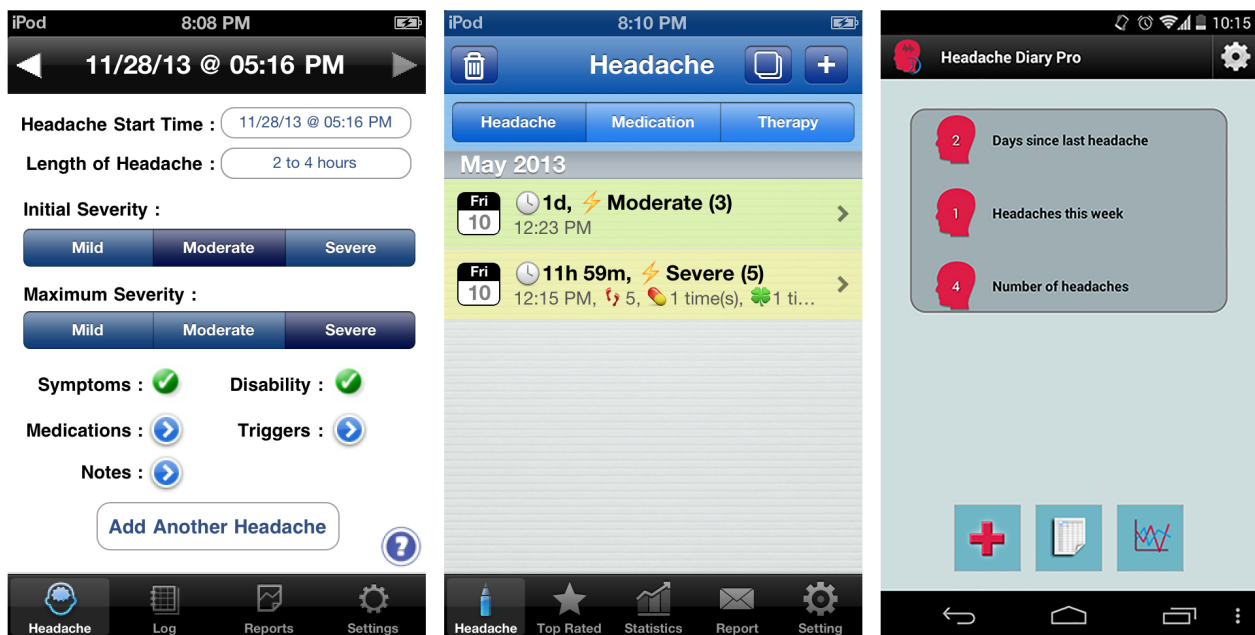 iPod 8:08 PM
11/28/13 @ 05:16 PM
Headache Start Time : 11/28/13 @ 05:16 PM
Length of Headache : 2 to 4 hours
Initial Severity :
Mild Moderate Severe
Maximum Severity :
Mild Moderate Severe
Symptoms : Disability :
Medications : Triggers :
Notes :
Add Another Headache
?
Headache Log Reports Settings
iPod 8:10 PM
Headache +
Headache Medication Therapy
May 2013
Fri 10 1d, Moderate (3)
12:23 PM
Fri 10 11h 59m, Severe (5)
12:15 PM, 5, 1 time(s), 1 ti...
Headache Top Rated Statistics Report Setting
10:15
Headache Diary Pro
2 Days since last headache
1 Headaches this week
4 Number of headaches